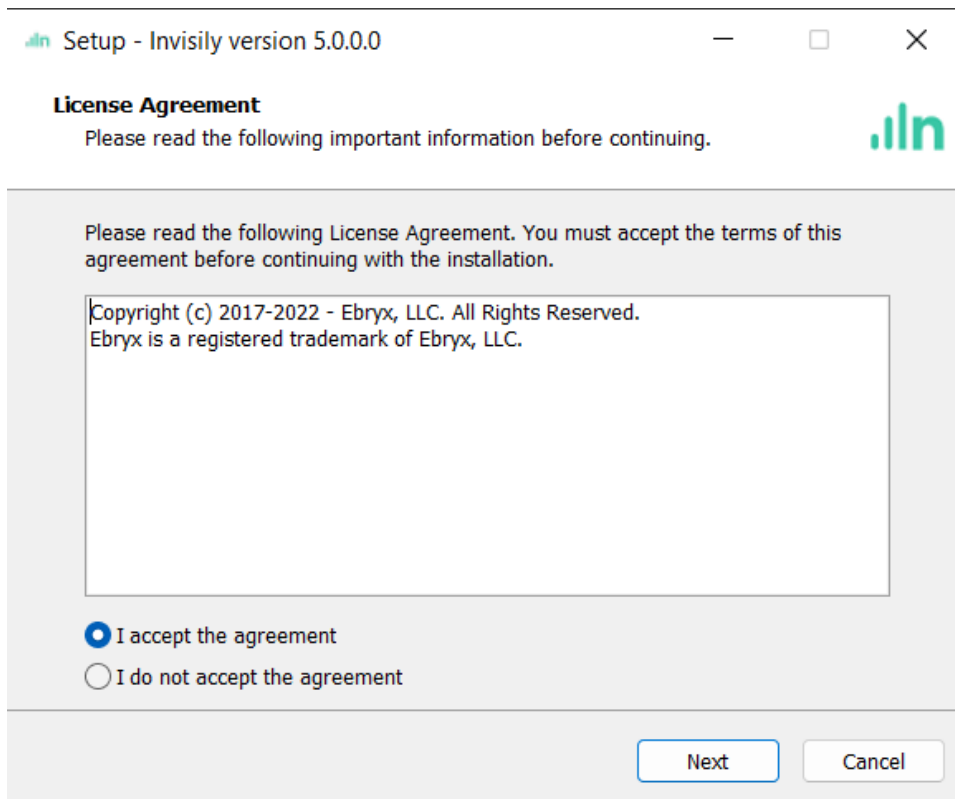 Setup - Invisily version 5.0.0.0
License Agreement
Please read the following important information before continuing.
In
Please read the following License Agreement. You must accept the terms of this
agreement before continuing with the installation.
Copyright (c) 2017-2022 - Ebryx, LLC. All Rights Reserved.
Ebryx is a registered trademark of Ebryx, LLC.
I accept the agreement
I do not accept the agreement
Next
Cancel